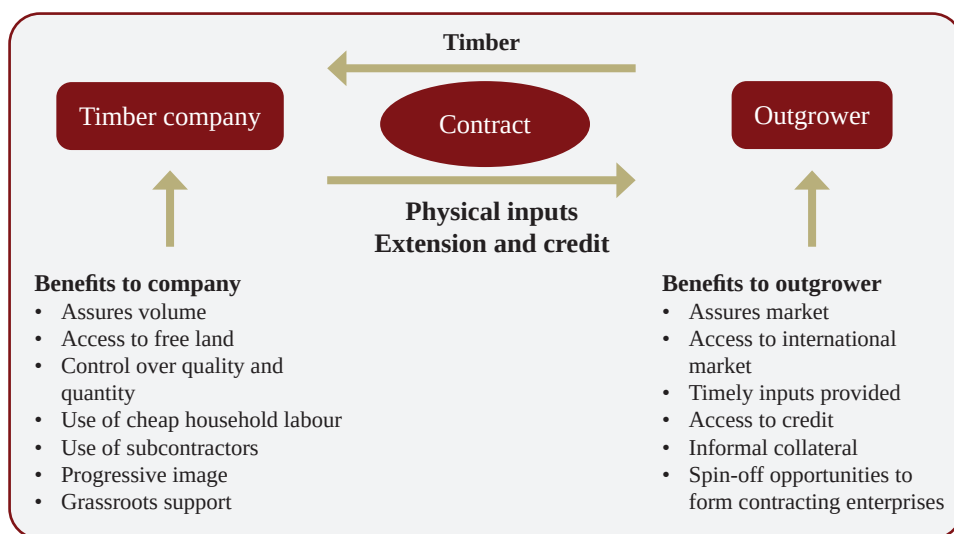 Timber
Timber company
Contract
Outgrower
Physical inputs
Extension and credit
Benefits to company
• Assures volume
• Access to free land
• Control over quality and
quantity
• Use of cheap household labour
• Use of subcontractors
• Progressive image
• Grassroots support
Benefits to outgrower
• Assures market
• Access to international
market
• Timely inputs provided
• Access to credit
• Informal collateral
• Spin-off opportunities to
form contracting enterprises